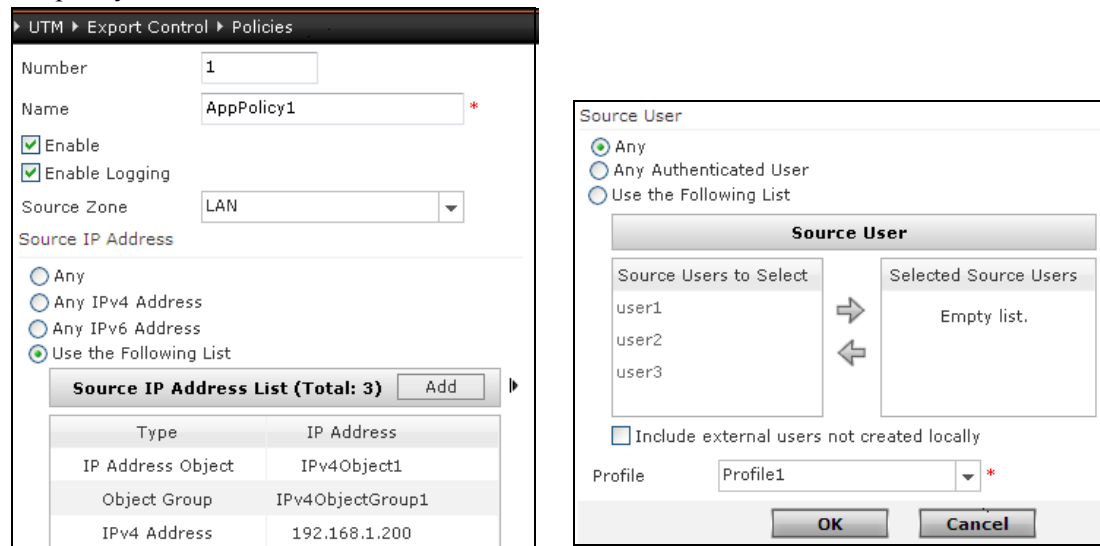 UTM ▸ Export Control ▸ Policies
Number 1
Name AppPolicy1 *
Enable
Enable Logging
Source Zone LAN
Source IP Address
Any
Any IPv4 Address
Any IPv6 Address
Use the Following List
Source IP Address List (Total: 3) Add
Type IP Address
IP Address Object IPv4Object1
Object Group IPv4ObjectGroup1
IPv4 Address 192.168.1.200
Source User
Any
Any Authenticated User
Use the Following List
Source User
Source Users to Select Selected Source Users
user1 Empty list.
user2
user3
Include external users not created locally
Profile Profile1 *
OK Cancel